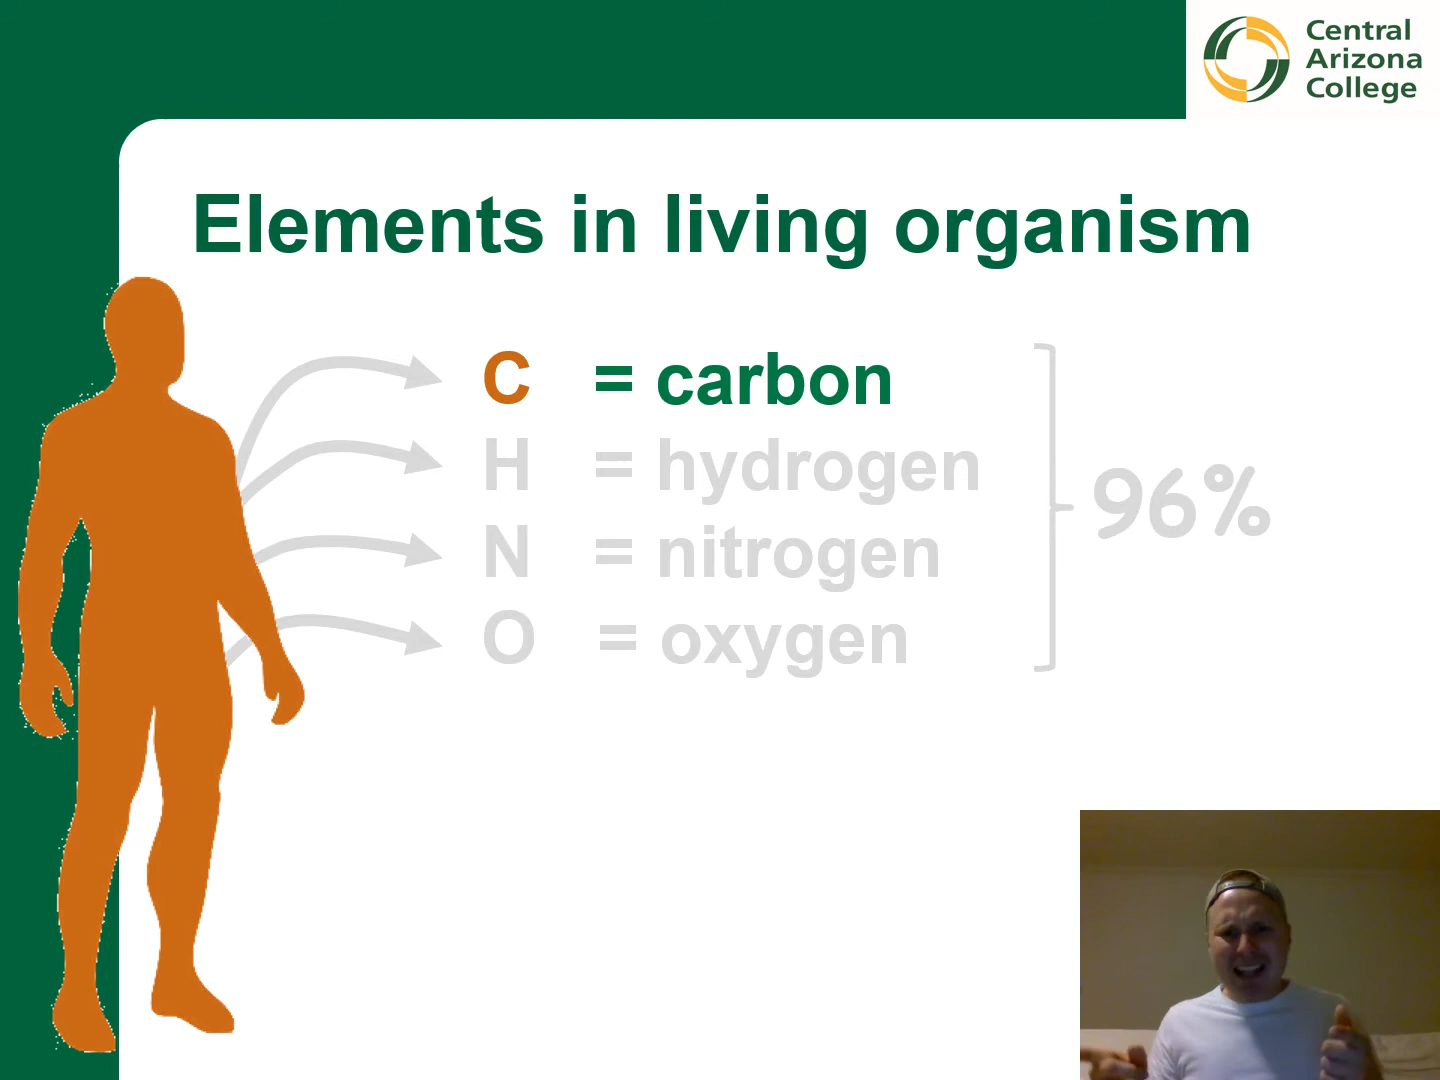 Central
Arizona
College
Elements in living organism
C = carbon
H = hydrogen
N = nitrogen
O = oxygen
96%